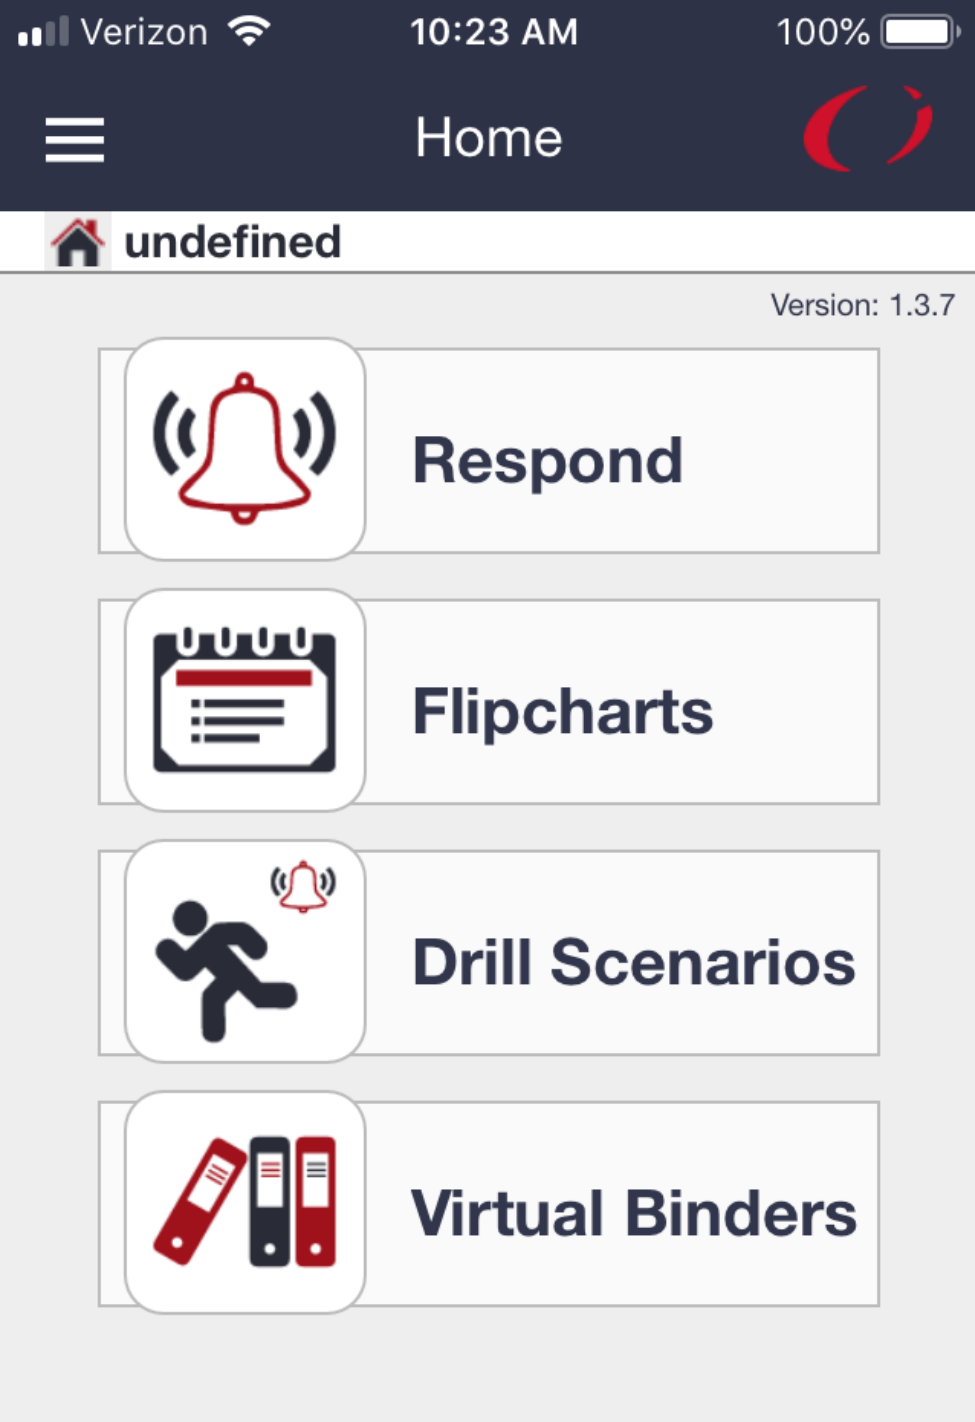 Verizon 10:23 AM 100%
Home
undefined
Version: 1.3.7
Respond
Flipcharts
Drill Scenarios
Virtual Binders